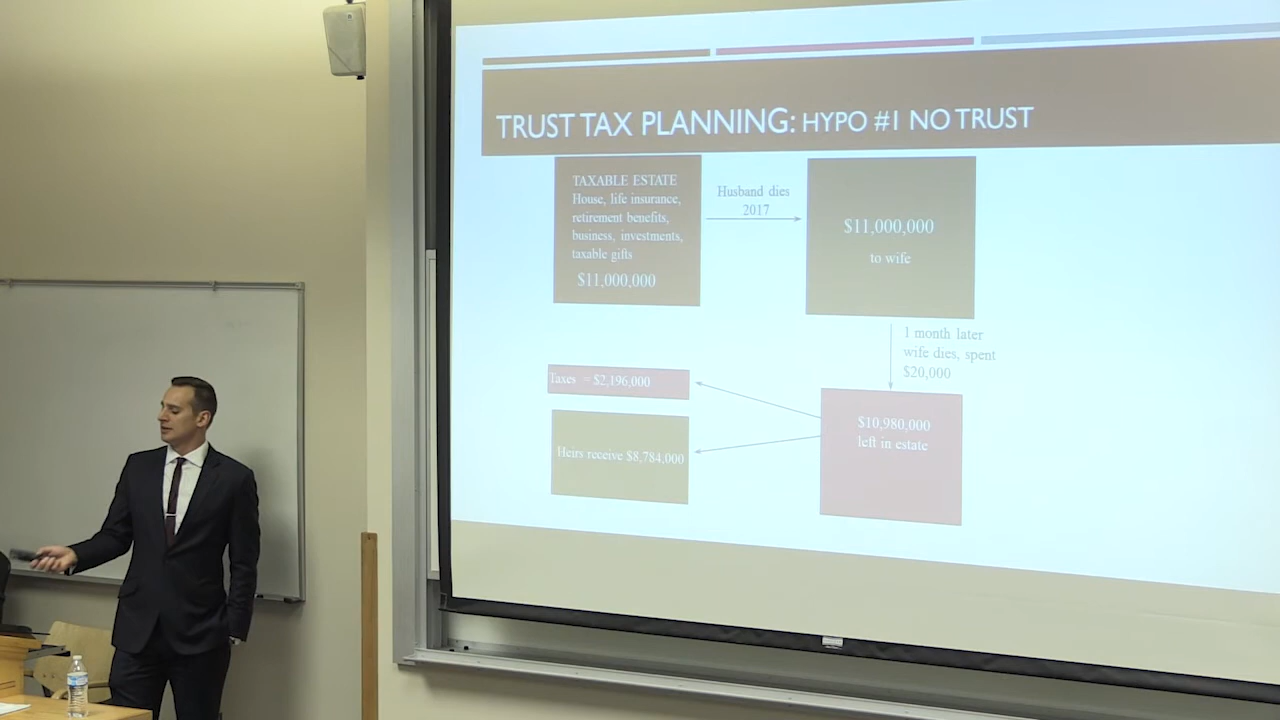 TRUST TAX PLANNING: HYPO #1 NO TRUST
TAXABLE ESTATE
House, life insurance,
retirement benefits,
business, investments,
taxable gifts
$11,000,000
Husband dies
2017
$11,000,000
to wife
1 month later
wife dies, spent
$20,000
$10,980,000
left in estate
Taxes = $2,196,000
Heirs receive $8,784,000